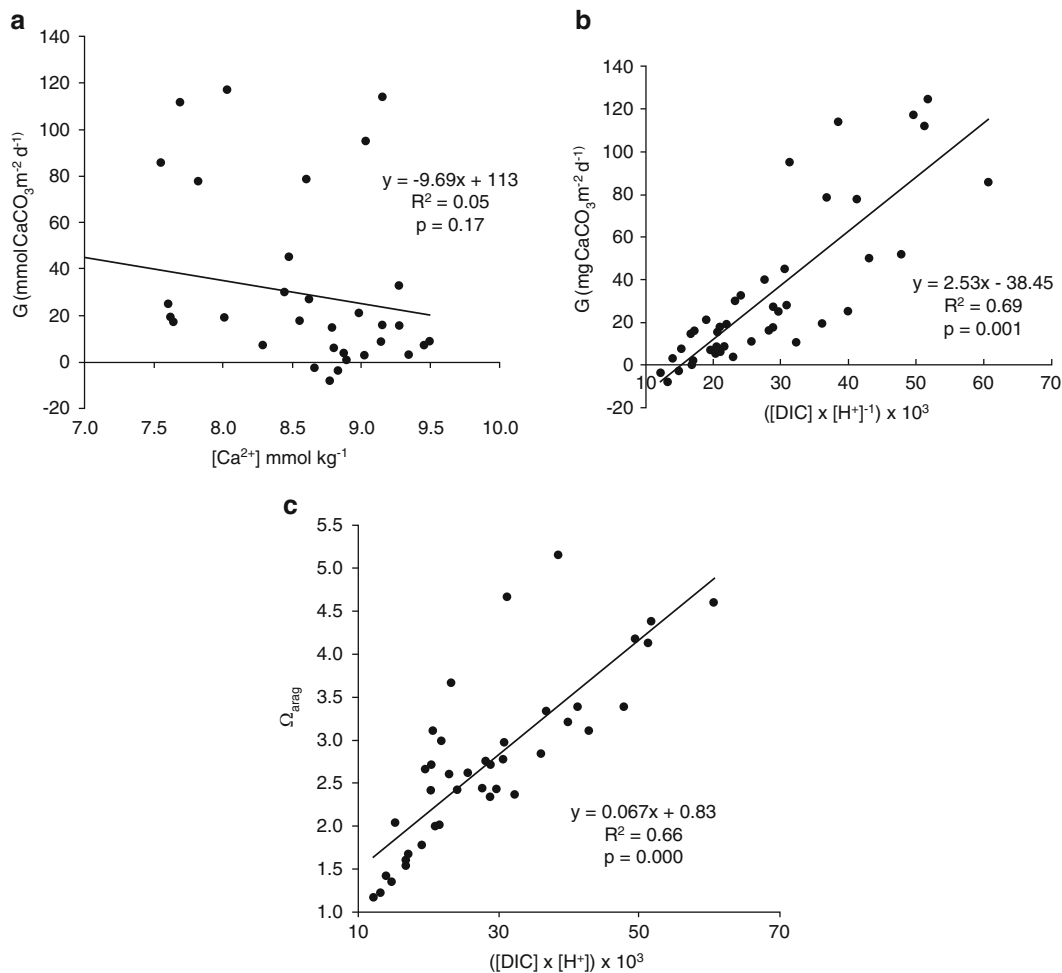 a
140
120
100
80
60
40
20
0
-20
G (mmol CaCO3 m-2 d-1)
y = -9.69x + 113
R2 = 0.05
p = 0.17
7.0 7.5 8.0 8.5 9.0 9.5 10.0
[Ca2+] mmol kg-1
b
140
120
100
80
60
40
20
0
-20
G (mg CaCO3 m-2 d-1)
y = 2.53x - 38.45
R2 = 0.69
p = 0.001
10 20 30 40 50 60 70
([DIC] x [H+]-1) x 103
c
5.5
5.0
4.5
4.0
3.5
3.0
2.5
2.0
1.5
1.0
Ωarag
y = 0.067x + 0.83
R2 = 0.66
p = 0.000
10 30 50 70
([DIC] x [H+]) x 103